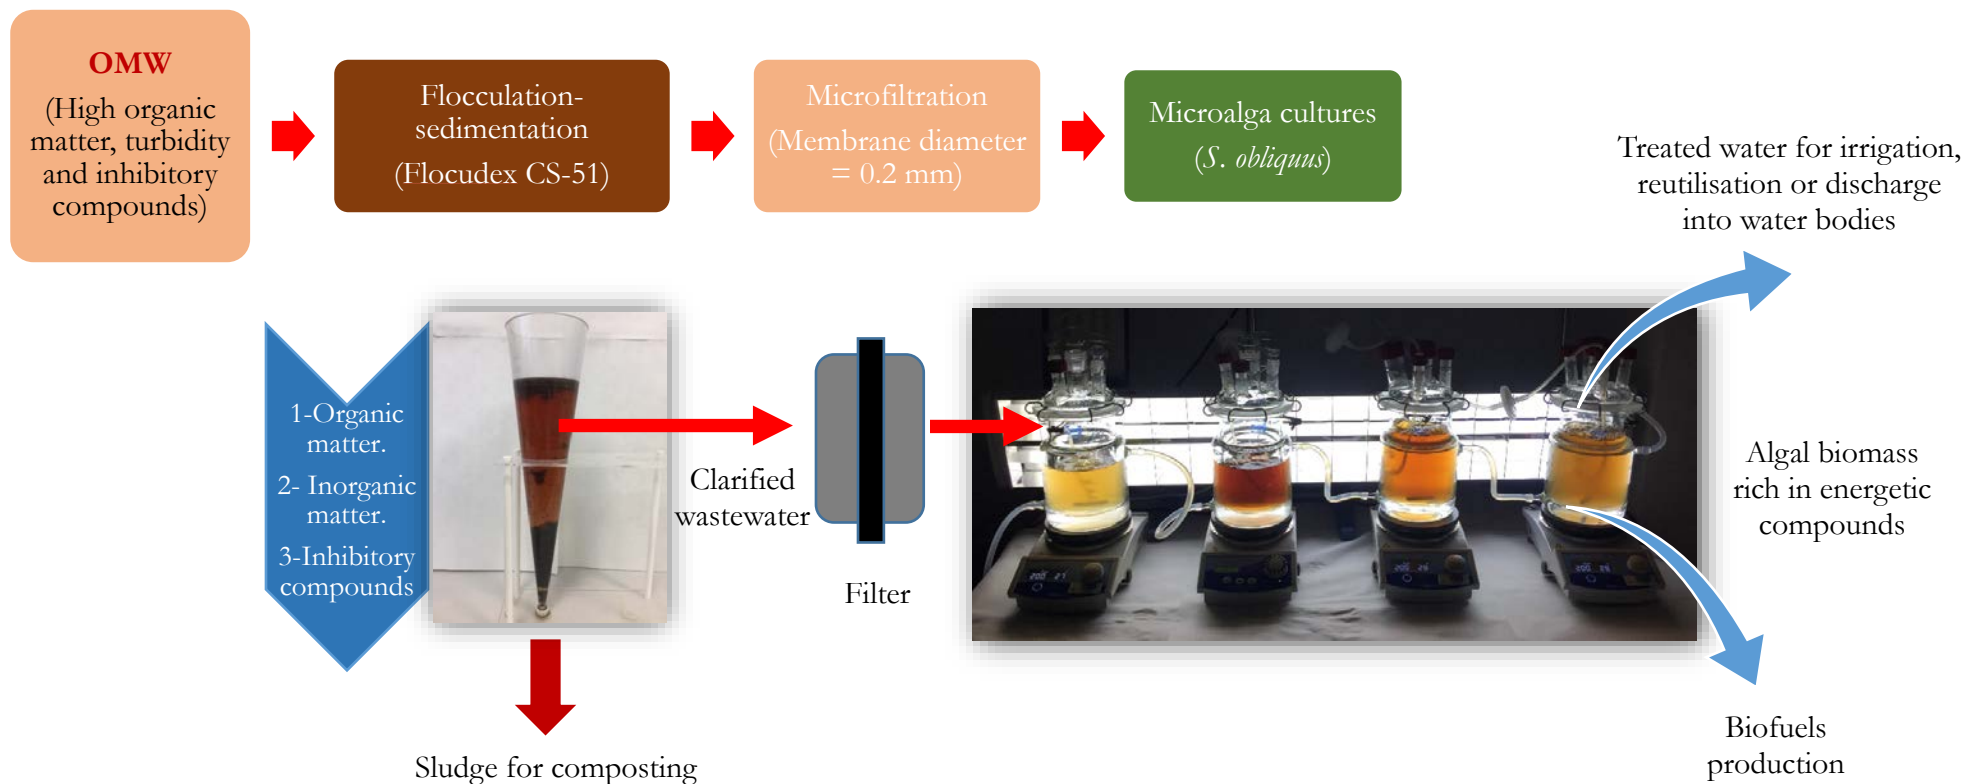 OMW
(High organic
matter, turbidity
and inhibitory
compounds)
Flocculation-
sedimentation
(Flocudex CS-51)
Microfiltration
(Membrane diameter
= 0.2 mm)
Microalga cultures
(S. obliquus)
Treated water for irrigation,
reutilisation or discharge
into water bodies
1-Organic
matter.
2- Inorganic
matter.
3-Inhibitory
compounds
Clarified
wastewater
Filter
Algal biomass
rich in energetic
compounds
Sludge for composting
Biofuels
production